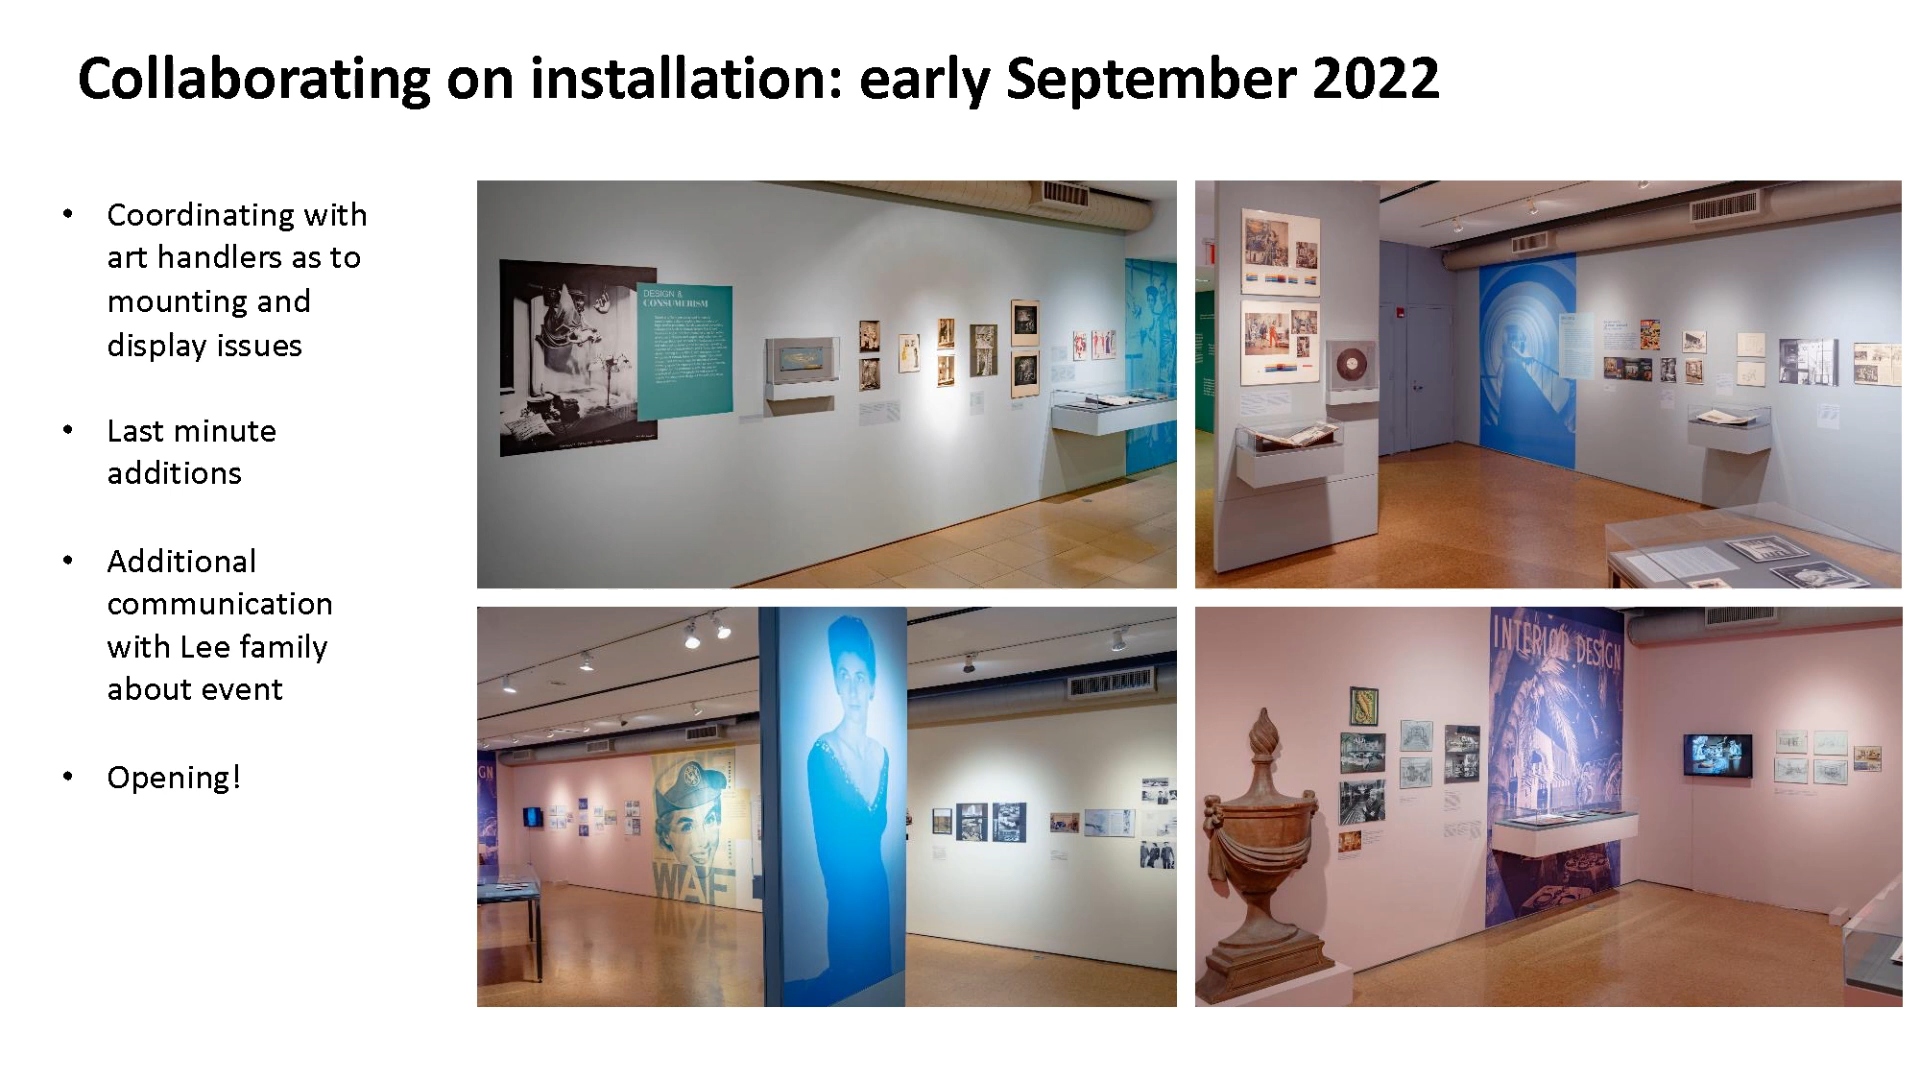 Collaborating on installation: early September 2022
• Coordinating with
art handlers as to
mounting and
display issues
• Last minute
additions
• Additional
communication
with Lee family
about event
• Opening!
DESIGN &
CONSUMERISM
GN
WAF
INTERIOR DESIGN